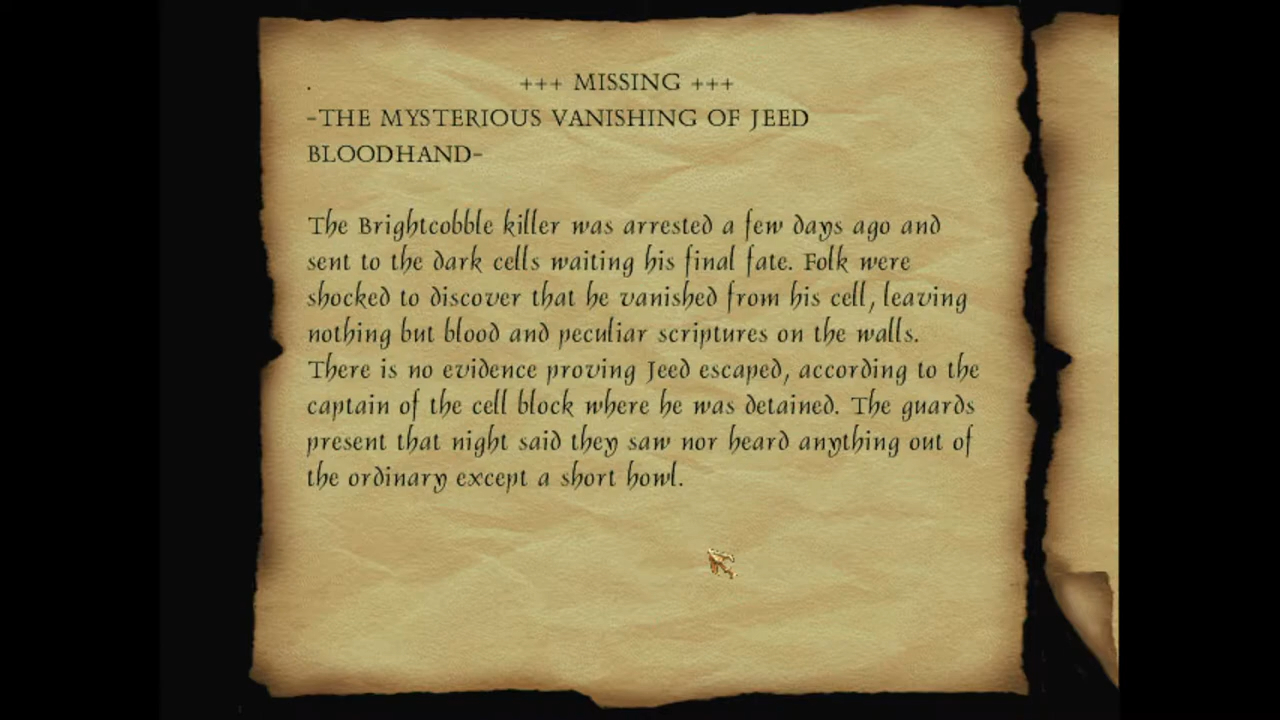 . +++ MISSING +++
-THE MYSTERIOUS VANISHING OF JEED
BLOODHAND-
The Brightcobble killer was arrested a few days ago and
sent to the dark cells waiting his final fate. Folk were
shocked to discover that he vanished from his cell, leaving
nothing but blood and peculiar scriptures on the walls.
There is no evidence proving Jeed escaped, according to the
captain of the cell block where he was detained. The guards
present that night said they saw nor heard anything out of
the ordinary except a short howl.